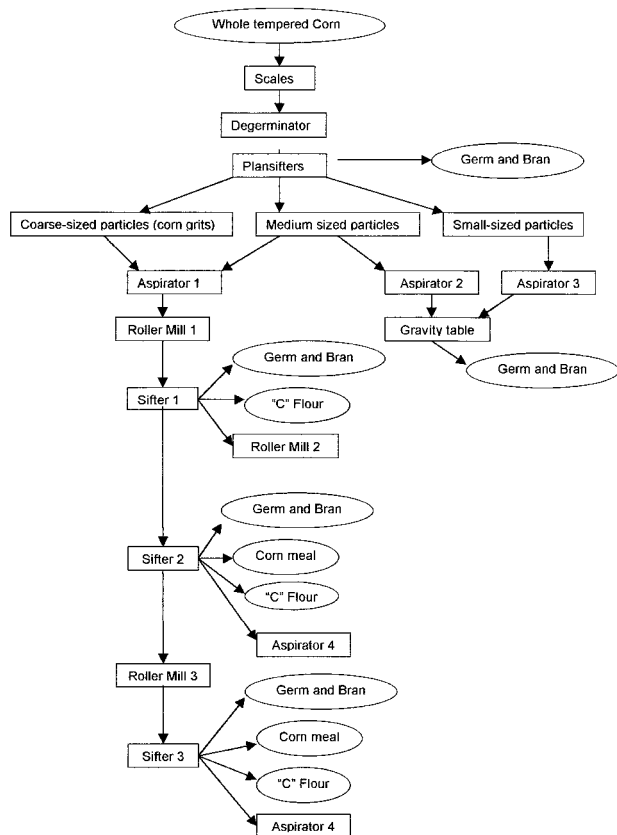 Whole tempered Corn
Scales
Degerminator
Plansifters
Germ and Bran
Coarse-sized particles (corn grits)
Medium sized particles
Small-sized particles
Aspirator 1
Aspirator 2
Aspirator 3
Roller Mill 1
Gravity table
Germ and Bran
Germ and Bran
Sifter 1
"C" Flour
Roller Mill 2
Germ and Bran
Sifter 2
Corn meal
"C" Flour
Aspirator 4
Roller Mill 3
Germ and Bran
Corn meal
Sifter 3
"C" Flour
Aspirator 4